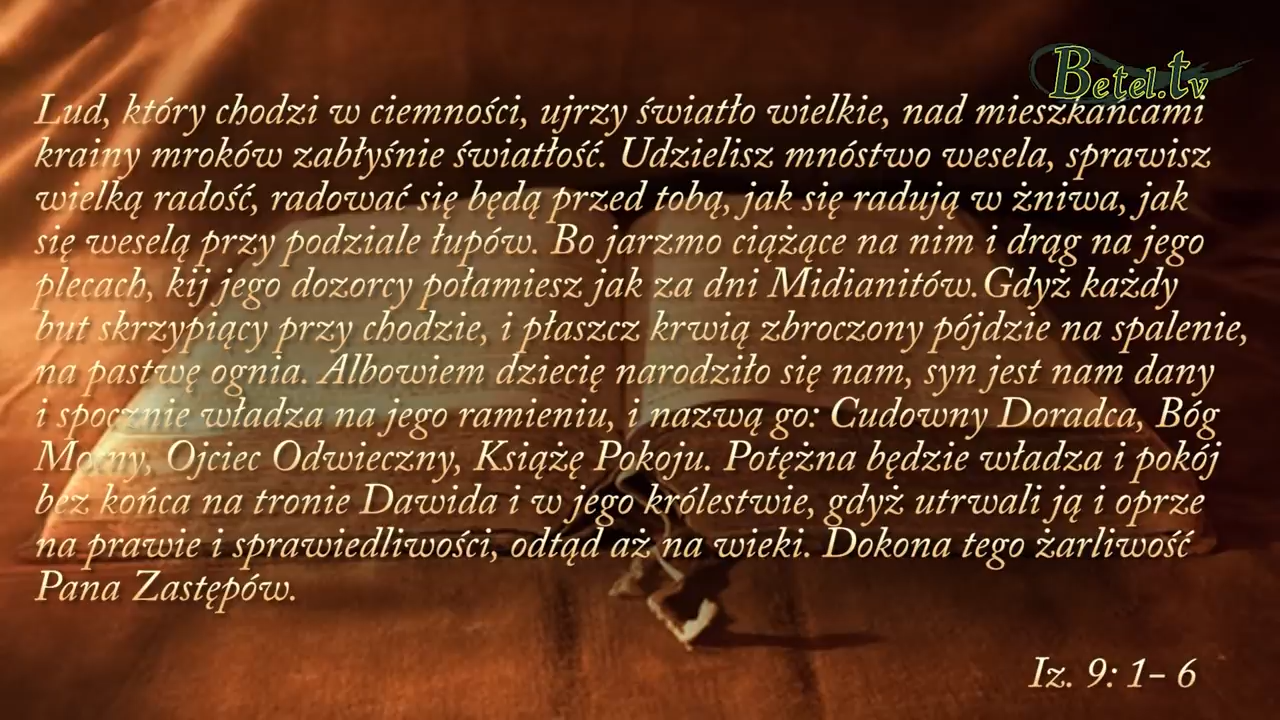 Betel.tv
Lud, który chodzi w ciemności, ujrzy światło wielkie, nad mieszkańcami
krainy mroków zabłyśnie światłość. Udzielisz mnóstwo wesela, sprawisz
wielką radość, radować się będą przed tobą, jak się radują w żniwa, jak
się weselą przy podziale łupów. Bo jarzmo ciążące na nim i drąg na jego
plecach, kij jego dozorcy połamiesz jak za dni Midianitów.Gdyż każdy
but skrzypiący przy chodzie, i płaszcz krwią zbroczony pójdzie na spalenie,
na pastwę ognia. Albowiem dziecię narodziło się nam, syn jest nam dany
i spocznie władza na jego ramieniu, i nazwą go: Cudowny Doradca, Bóg
Mocny, Ojciec Odwieczny, Książę Pokoju. Potężna będzie władza i pokój
bez końca na tronie Dawida i w jego królestwie, gdyż utrwali ją i oprze
na prawie i sprawiedliwości, odtąd aż na wieki. Dokona tego żarliwość
Pana Zastępów.
Iz. 9: 1- 6